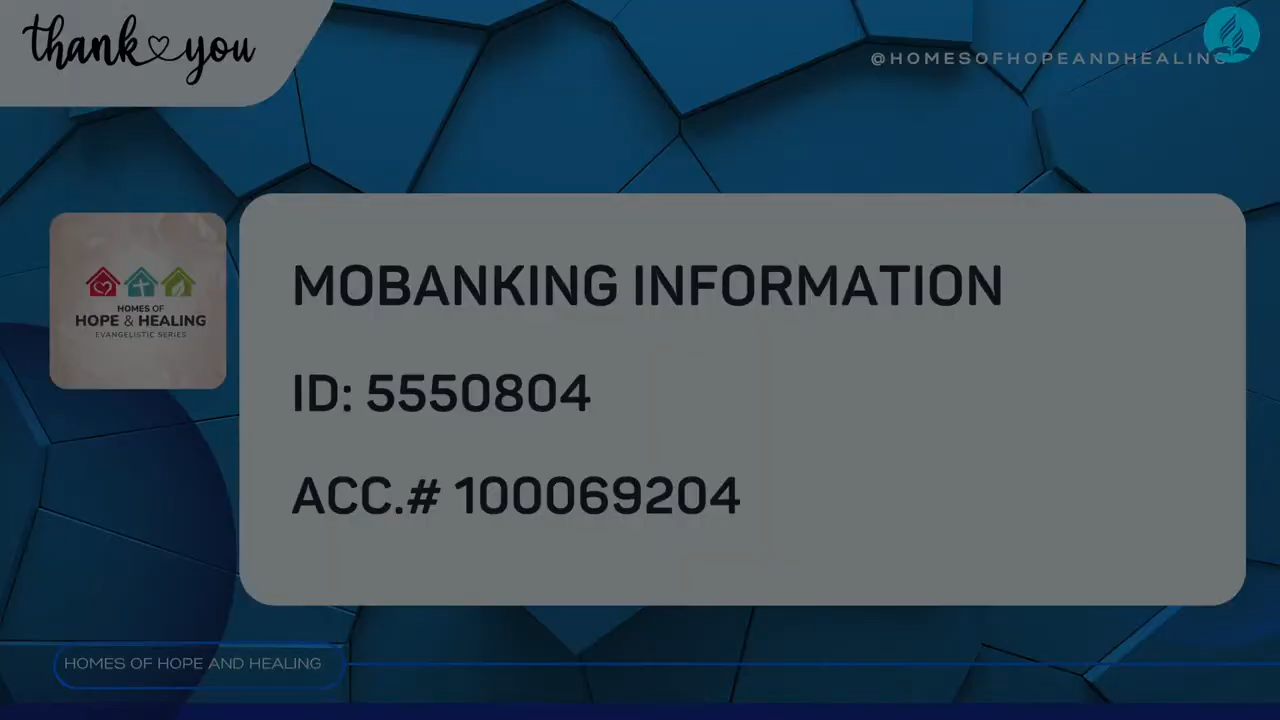 thank you
@HOMESOFHOPEANDHEALING
MOBANKING INFORMATION
ID: 5550804
ACC.# 100069204
HOMES OF
HOPE & HEALING
EVANGELISTIC SERIES
HOMES OF HOPE AND HEALING